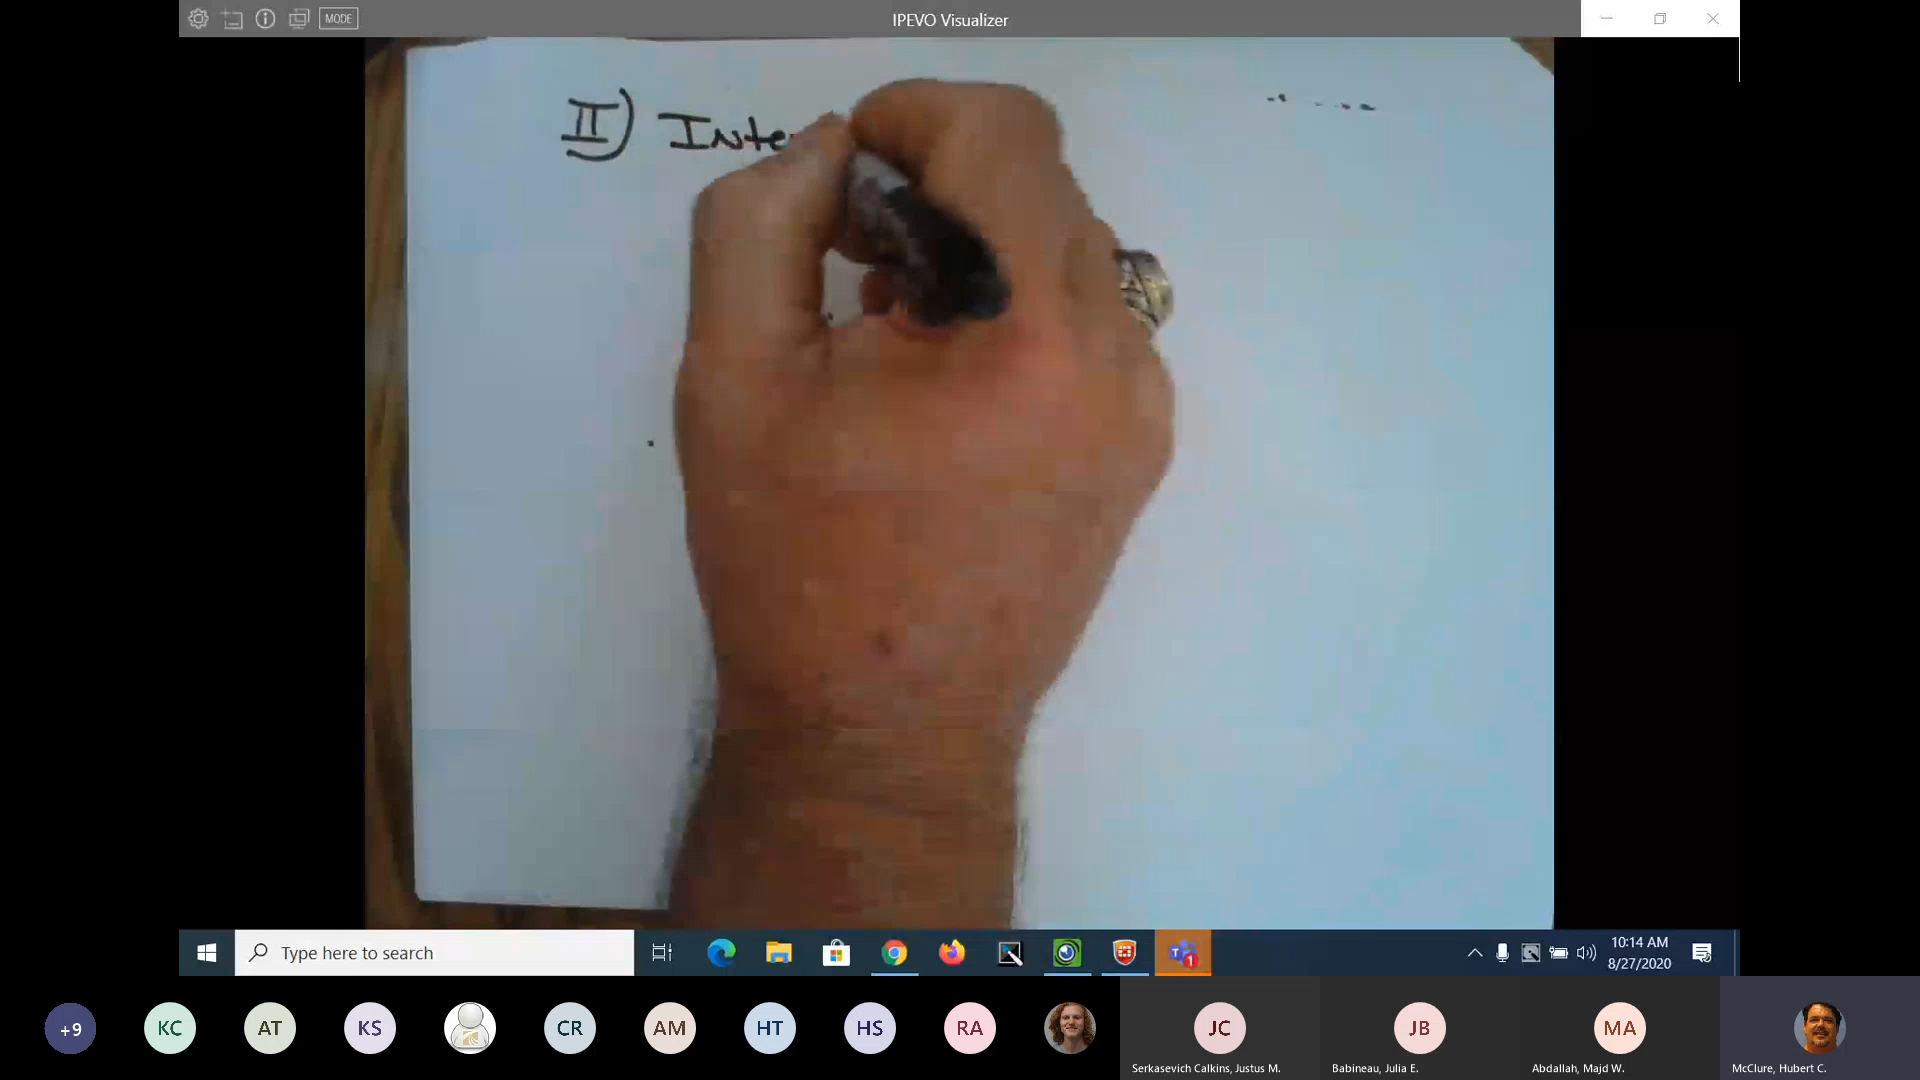 MODE
IPEVO Visualizer
II) Inte
Type here to search
10:14 AM
8/27/2020
+9
KC
AT
KS
CR
AM
HT
HS
RA
JC
JB
MA
Serkasevich Calkins, Justus M.
Babineau, Julia E.
Abdallah, Majd W.
McClure, Hubert C.